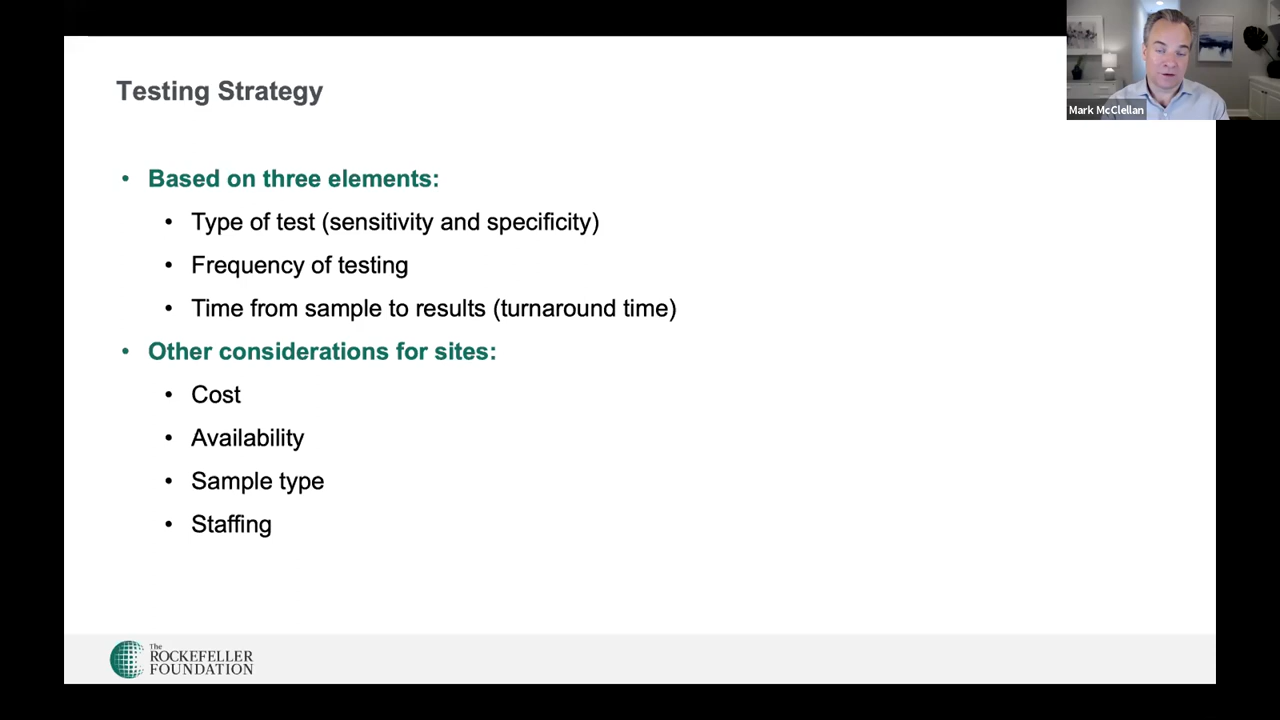 Testing Strategy
Mark McClellan
• Based on three elements:
• Type of test (sensitivity and specificity)
• Frequency of testing
• Time from sample to results (turnaround time)
• Other considerations for sites:
• Cost
• Availability
• Sample type
• Staffing
The
ROCKEFELLER
FOUNDATION